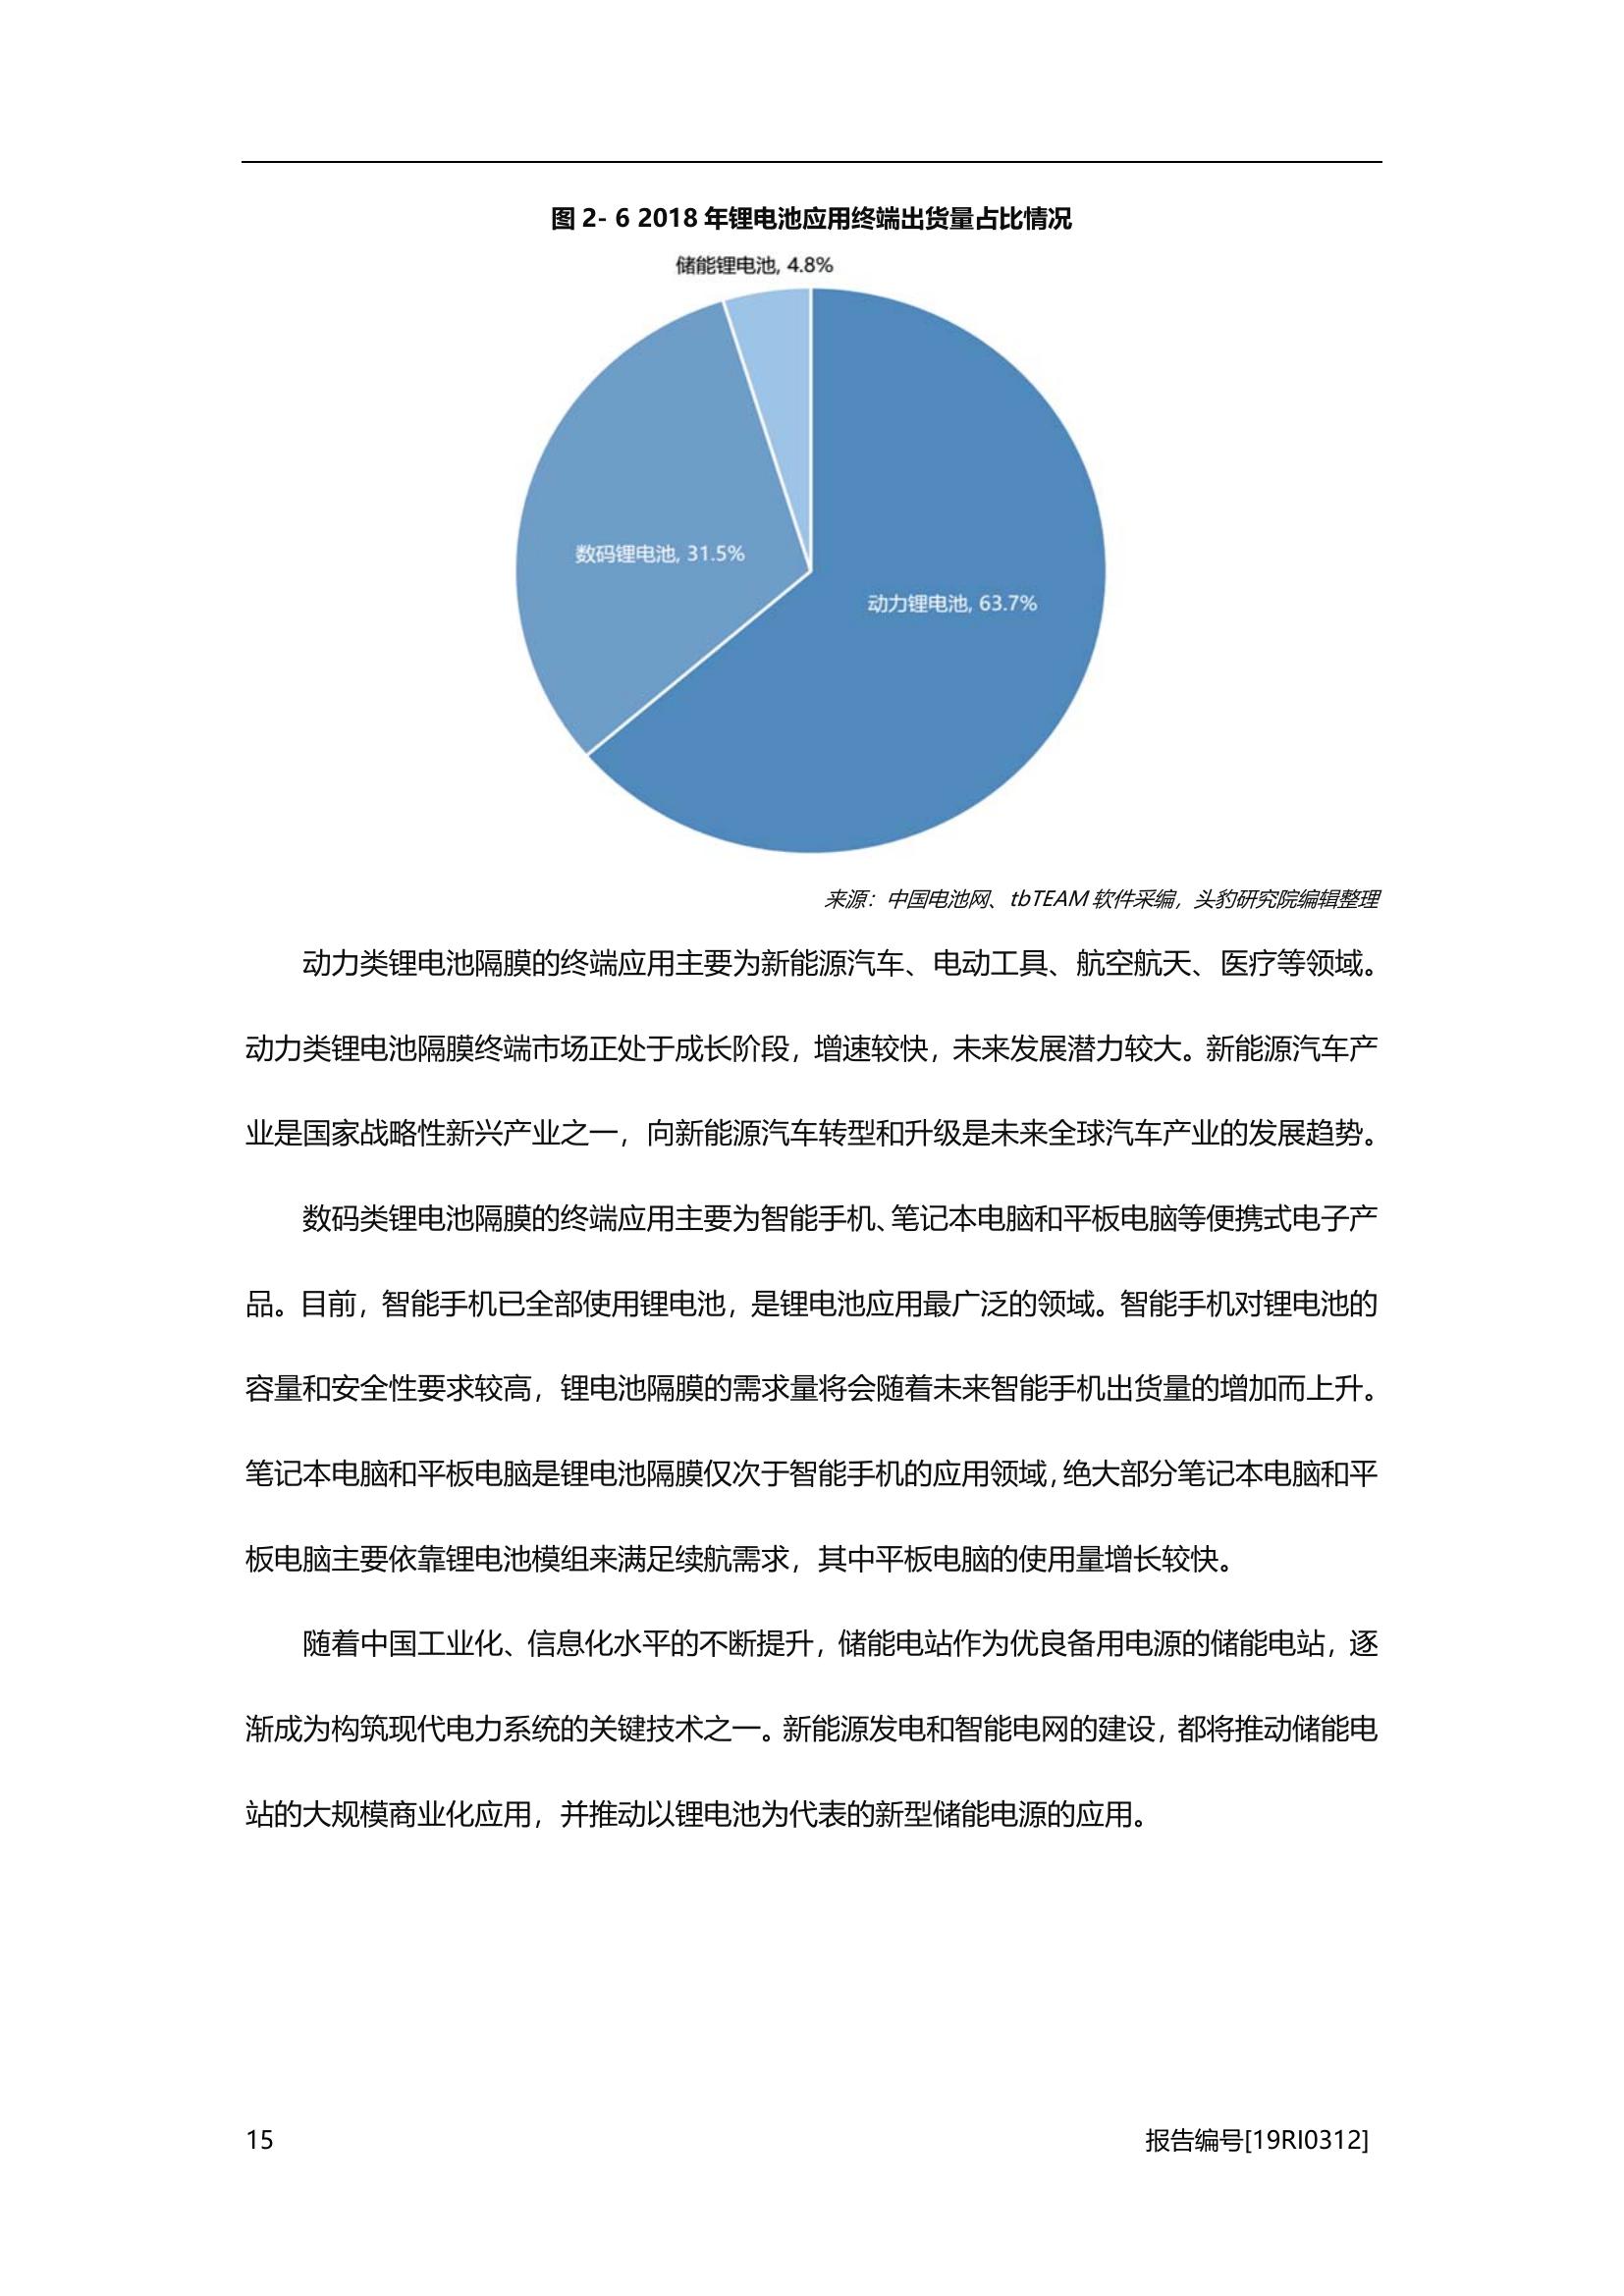 图 2- 6 2018 年锂电池应用终端出货量占比情况
储能锂电池, 4.8%
数码锂电池, 31.5%
动力锂电池, 63.7%
来源：中国电池网、tbTEAM 软件采编，头豹研究院编辑整理
动力类锂电池隔膜的终端应用主要为新能源汽车、电动工具、航空航天、医疗等领域。
动力类锂电池隔膜终端市场正处于成长阶段，增速较快，未来发展潜力较大。新能源汽车产
业是国家战略性新兴产业之一，向新能源汽车转型和升级是未来全球汽车产业的发展趋势。
数码类锂电池隔膜的终端应用主要为智能手机、笔记本电脑和平板电脑等便携式电子产
品。目前，智能手机已全部使用锂电池，是锂电池应用最广泛的领域。智能手机对锂电池的
容量和安全性要求较高，锂电池隔膜的需求量将会随着未来智能手机出货量的增加而上升。
笔记本电脑和平板电脑是锂电池隔膜仅次于智能手机的应用领域，绝大部分笔记本电脑和平
板电脑主要依靠锂电池模组来满足续航需求，其中平板电脑的使用量增长较快。
随着中国工业化、信息化水平的不断提升，储能电站作为优良备用电源的储能电站，逐
渐成为构筑现代电力系统的关键技术之一。新能源发电和智能电网的建设，都将推动储能电
站的大规模商业化应用，并推动以锂电池为代表的新型储能电源的应用。
15
报告编号[19RI0312]